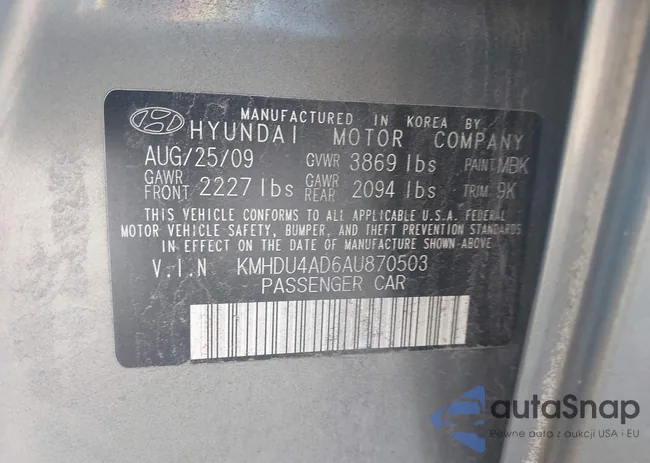 MANUFACTURED IN KOREA BY
HYUNDAI MOTOR COMPANY
AUG/25/09 GVWR 3869 lbs PAINT MBK
GAWR FRONT 2227 lbs GAWR REAR 2094 lbs TRIM 9K
THIS VEHICLE CONFORMS TO ALL APPLICABLE U.S.A. FEDERAL
MOTOR VEHICLE SAFETY, BUMPER, AND THEFT PREVENTION STANDARDS
IN EFFECT ON THE DATE OF MANUFACTURE SHOWN ABOVE.
V.I.N KMHDU4AD6AU870503
PASSENGER CAR
autoSnap
Pewne auta z aukcji USA i EU